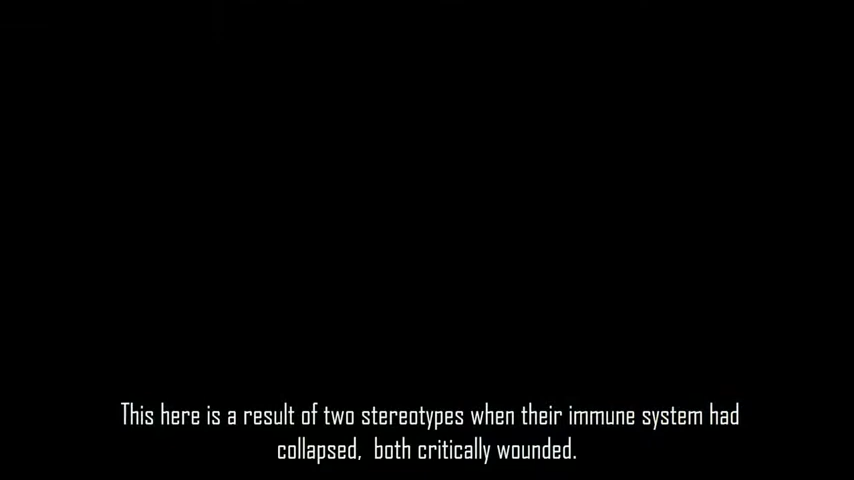 This here is a result of two stereotypes when their immune system had
collapsed,  both critically wounded.